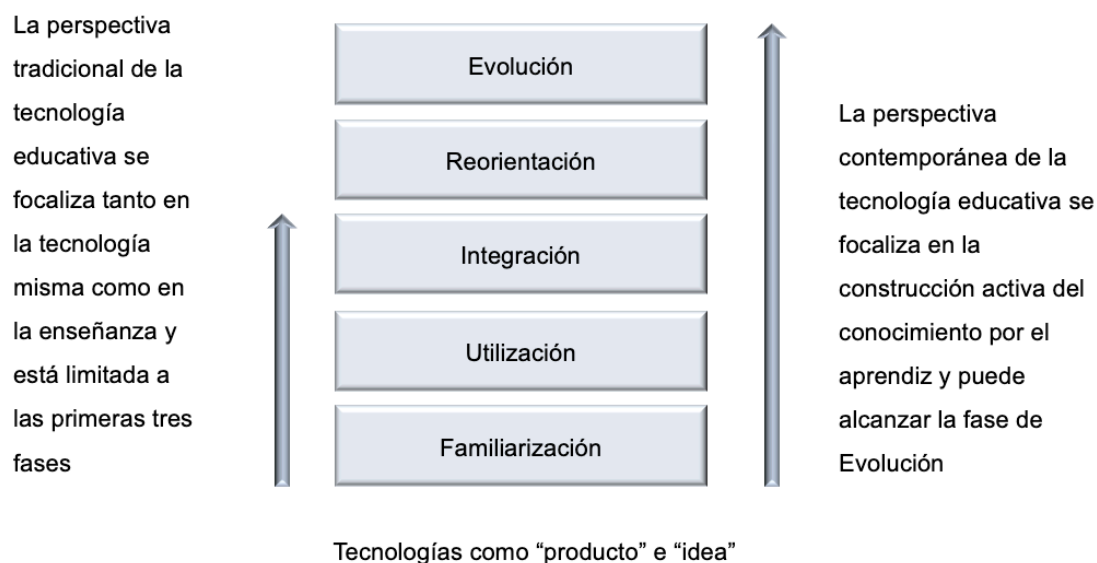 La perspectiva
tradicional de la
tecnología
educativa se
focaliza tanto en
la tecnología
misma como en
la enseñanza y
está limitada a
las primeras tres
fases
Evolución
Reorientación
Integración
Utilización
Familiarización
La perspectiva
contemporánea de la
tecnología educativa se
focaliza en la
construcción activa del
conocimiento por el
aprendiz y puede
alcanzar la fase de
Evolución
Tecnologías como “producto” e “idea”